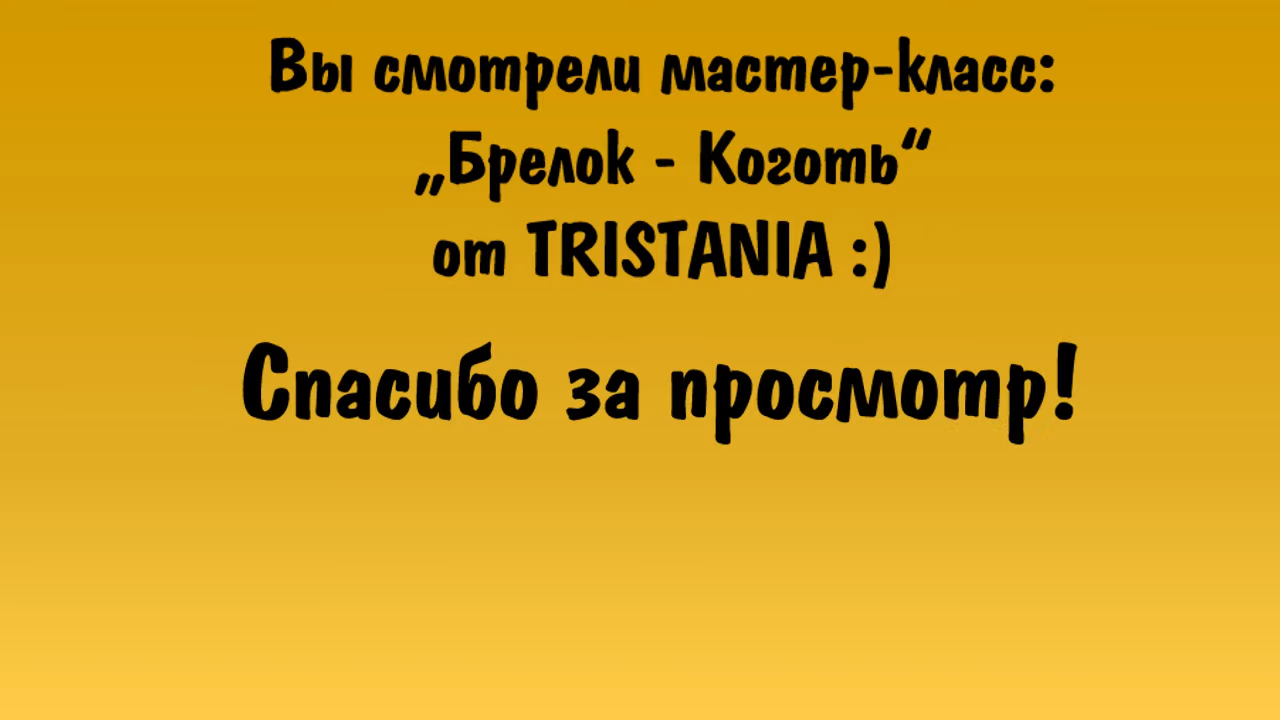 Вы смотрели мастер-класс:
„Брелок - Коготь“
от TRISTANIA :)
Спасибо за просмотр!